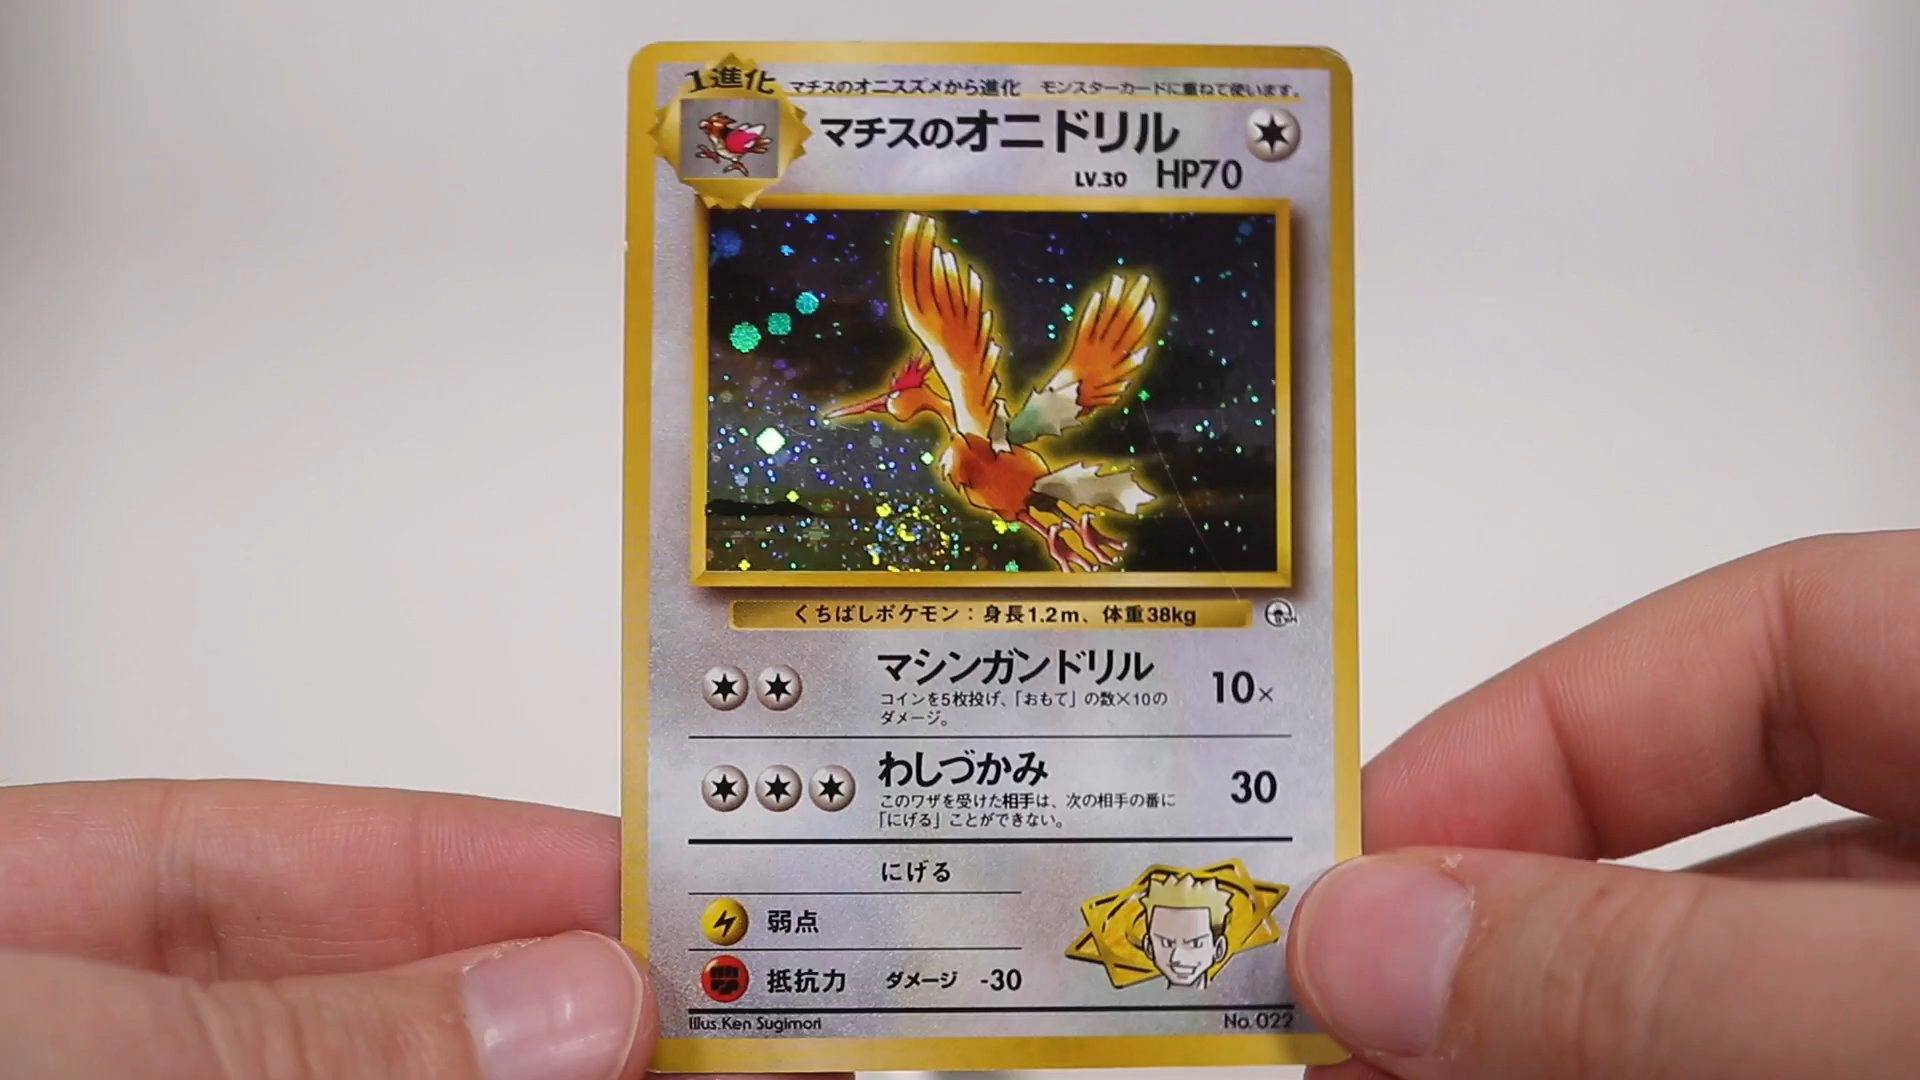 1進化 マチスのオニスズメから進化 モンスターカードに重ねて使います。
マチスのオニドリル
LV.30 HP70
くちばしポケモン：身長1.2m、体重38kg
マシンガンドリル 10×
コインを5枚投げ、「おもて」の数×10の
ダメージ。
わしづかみ 30
このワザを受けた相手は、次の相手の番に
「にげる」ことができない。
にげる
弱点
抵抗力 ダメージ -30
Illus.Ken Sugimori No. 022